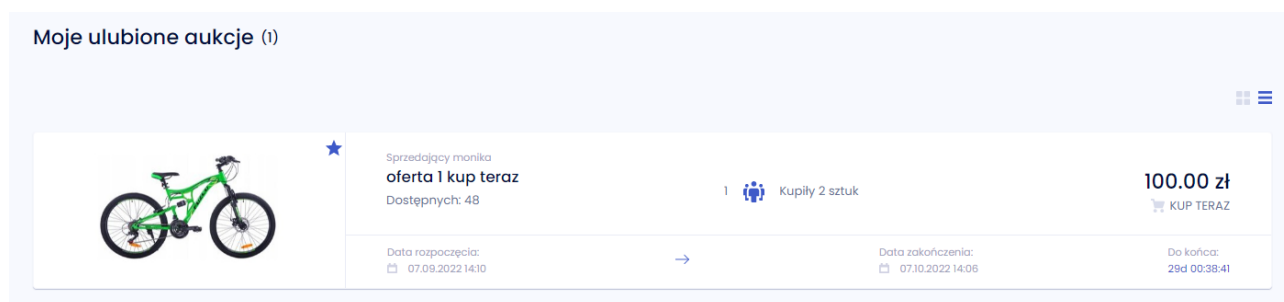 Moje ulubione aukcje (1)
Sprzedający monika
oferta 1 kup teraz
Dostępnych: 48
1 Kupiły 2 sztuk
100.00 zł
KUP TERAZ
Data rozpoczęcia:
07.09.2022 14:10
Data zakończenia:
07.10.2022 14:06
Do końca:
29d 00:38:41